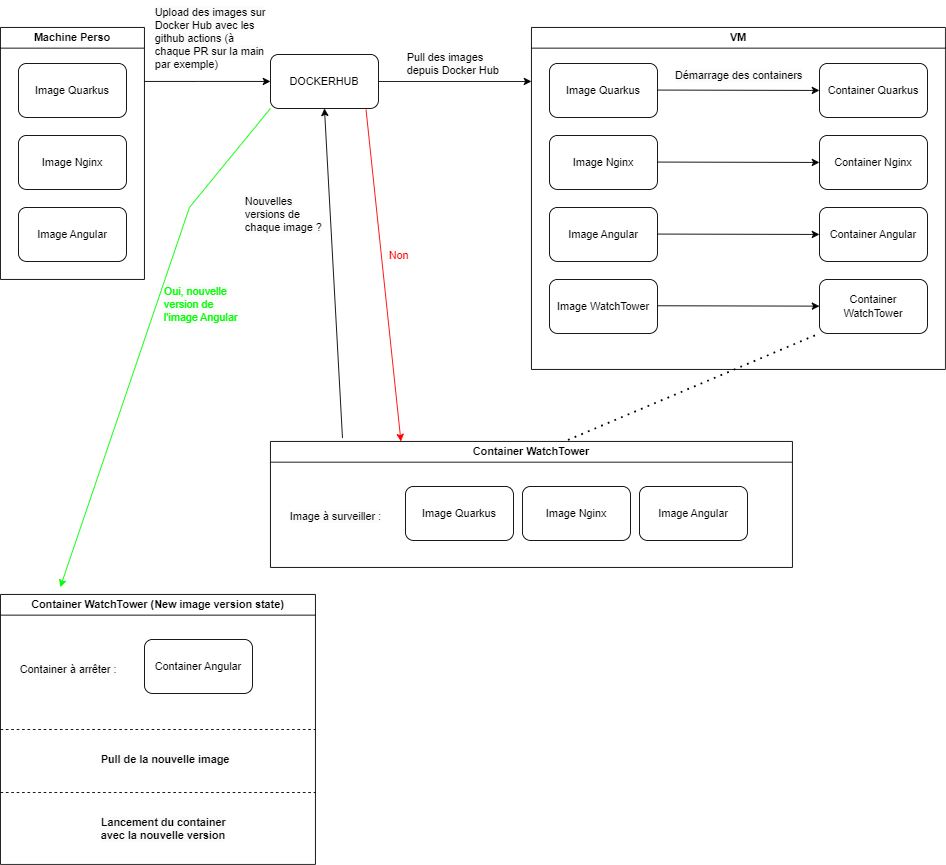 Upload des images sur
Docker Hub avec les
github actions (à
chaque PR sur la main
par exemple)
Machine Perso
Image Quarkus
Image Nginx
Image Angular
DOCKERHUB
Pull des images
depuis Docker Hub
VM
Image Quarkus
Démarrage des containers
Container Quarkus
Image Nginx
Container Nginx
Image Angular
Container Angular
Image WatchTower
Container
WatchTower
Nouvelles
versions de
chaque image ?
Non
Oui, nouvelle
version de
l'image Angular
Container WatchTower
Image à surveiller :
Image Quarkus
Image Nginx
Image Angular
Container WatchTower (New image version state)
Container à arrêter :
Container Angular
Pull de la nouvelle image
Lancement du container
avec la nouvelle version